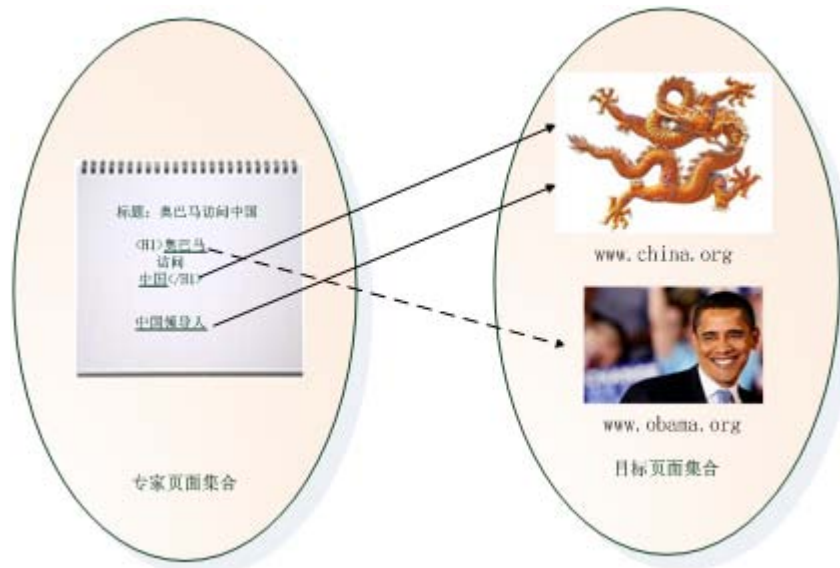 标题：奥巴马访问中国
<H1>奥巴马
访问
中国</H1>
中国领导人
专家页面集合
www.china.org
www.obama.org
目标页面集合